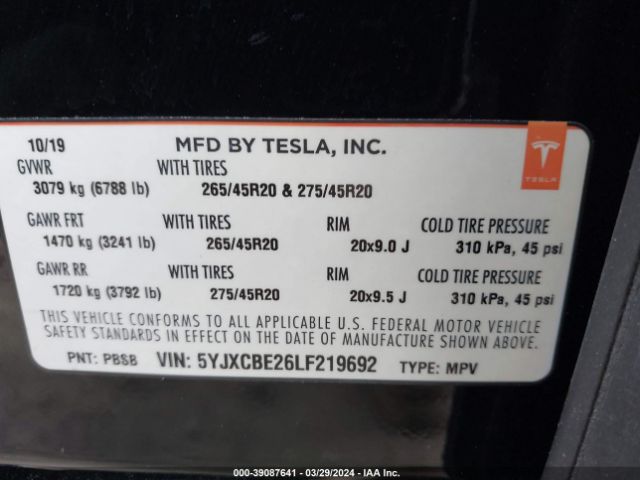 10/19 MFD BY TESLA, INC.
TESLA
GVWR WITH TIRES
3079 kg (6788 lb) 265/45R20 & 275/45R20
GAWR FRT WITH TIRES RIM COLD TIRE PRESSURE
1470 kg (3241 lb) 265/45R20 20x9.0 J 310 kPa, 45 psi
GAWR RR WITH TIRES RIM COLD TIRE PRESSURE
1720 kg (3792 lb) 275/45R20 20x9.5 J 310 kPa, 45 psi
THIS VEHICLE CONFORMS TO ALL APPLICABLE U.S. FEDERAL MOTOR VEHICLE
SAFETY STANDARDS IN EFFECT ON THE DATE OF MANUFACTURE SHOWN ABOVE.
PNT: PBSB VIN: 5YJXCBE26LF219692 TYPE: MPV
000-39087641 - 03/29/2024 - IAA Inc.